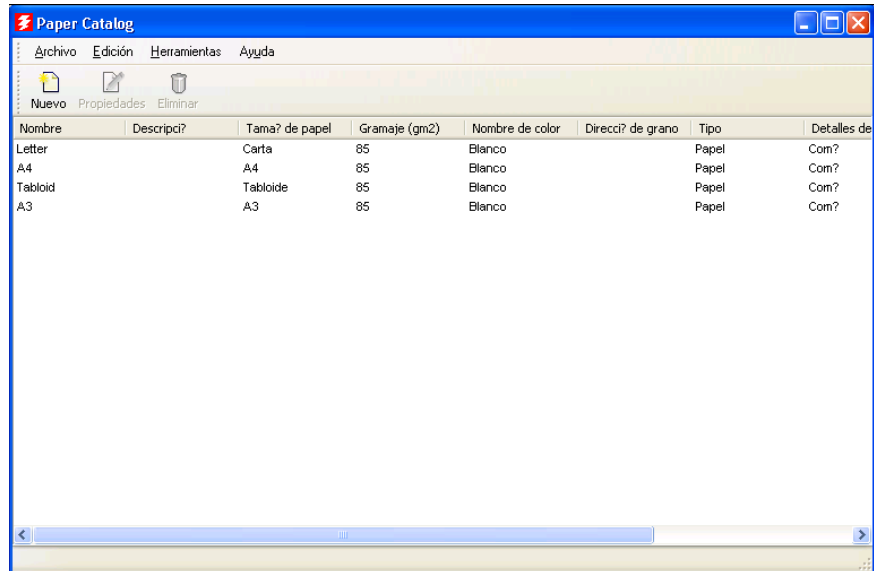 Paper Catalog
Archivo Edición Herramientas Ayuda
Nuevo Propiedades Eliminar
Nombre Descripci? Tama? de papel Gramaje (gm2) Nombre de color Direcci? de grano Tipo Detalles de
Letter Carta 85 Blanco Papel Com?
A4 A4 85 Blanco Papel Com?
Tabloid Tabloide 85 Blanco Papel Com?
A3 A3 85 Blanco Papel Com?